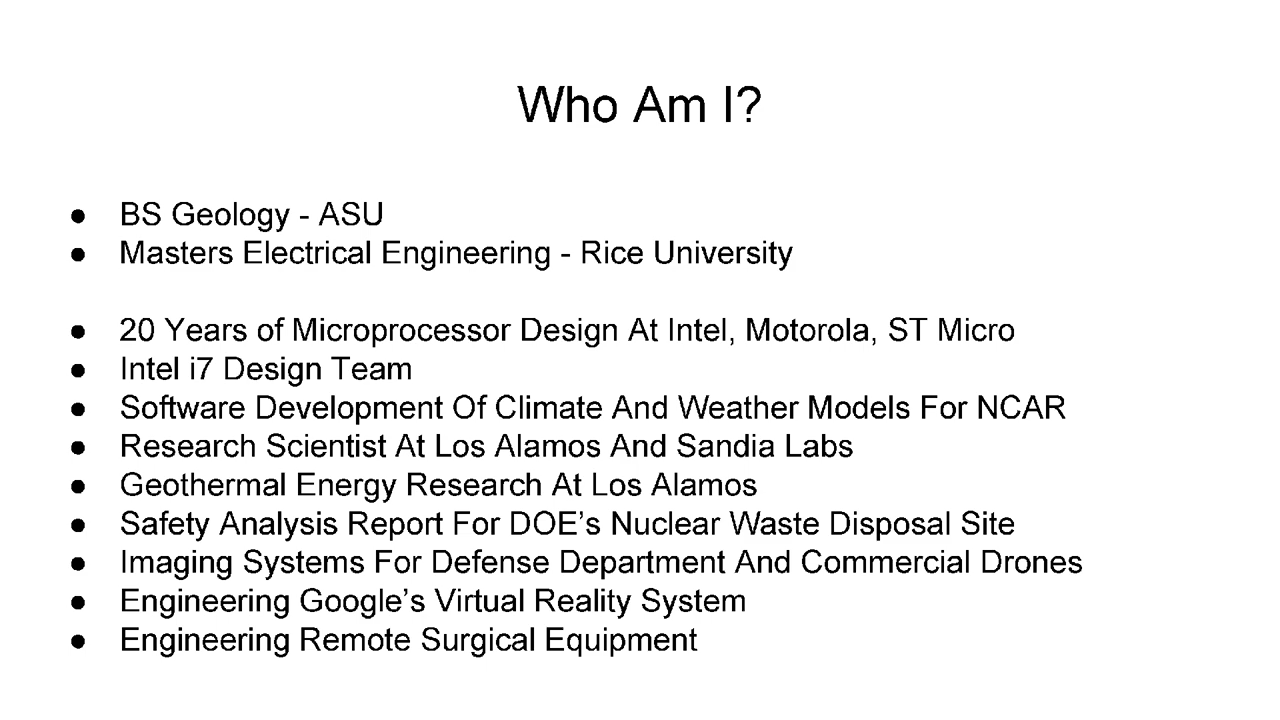 Who Am I?
● BS Geology - ASU
● Masters Electrical Engineering - Rice University
● 20 Years of Microprocessor Design At Intel, Motorola, ST Micro
● Intel i7 Design Team
● Software Development Of Climate And Weather Models For NCAR
● Research Scientist At Los Alamos And Sandia Labs
● Geothermal Energy Research At Los Alamos
● Safety Analysis Report For DOE’s Nuclear Waste Disposal Site
● Imaging Systems For Defense Department And Commercial Drones
● Engineering Google’s Virtual Reality System
● Engineering Remote Surgical Equipment